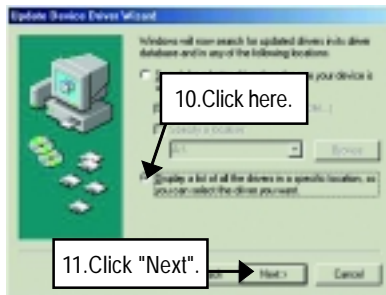 Update Device Driver Wizard
Windows will now search for updated drivers in its driver
database and in any of the following locations:
your device is
10.Click here.
Specify a location
Browse
Display a list of all the drivers in a specific location, so
you can select the driver you want.
11.Click "Next".
Next >
Cancel